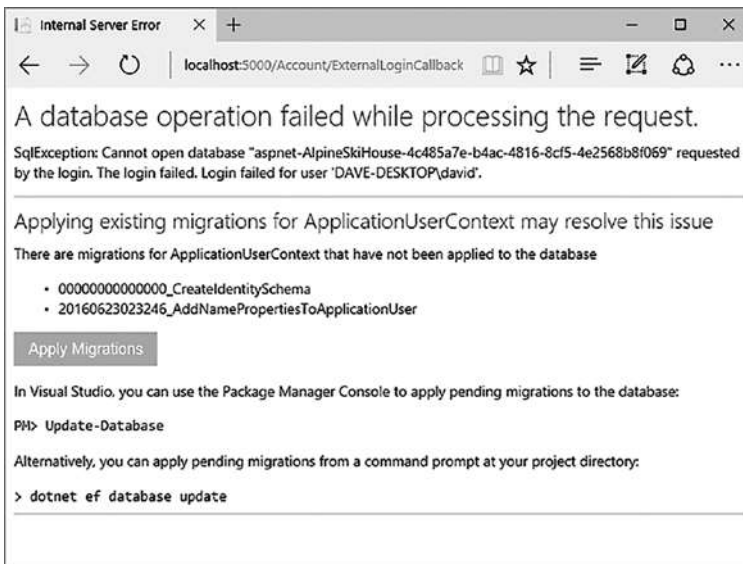 Internal Server Error
localhost:5000/Account/ExternalLoginCallback
A database operation failed while processing the request.
SqlException: Cannot open database "aspnet-AlpineSkiHouse-4c485a7e-b4ac-4816-8cf5-4e2568b8f069" requested
by the login. The login failed. Login failed for user 'DAVE-DESKTOP\david'.
Applying existing migrations for ApplicationUserContext may resolve this issue
There are migrations for ApplicationUserContext that have not been applied to the database
• 00000000000000_CreateIdentitySchema
• 20160623023246_AddNamePropertiesToApplicationUser
Apply Migrations
In Visual Studio, you can use the Package Manager Console to apply pending migrations to the database:
PM> Update-Database
Alternatively, you can apply pending migrations from a command prompt at your project directory:
> dotnet ef database update